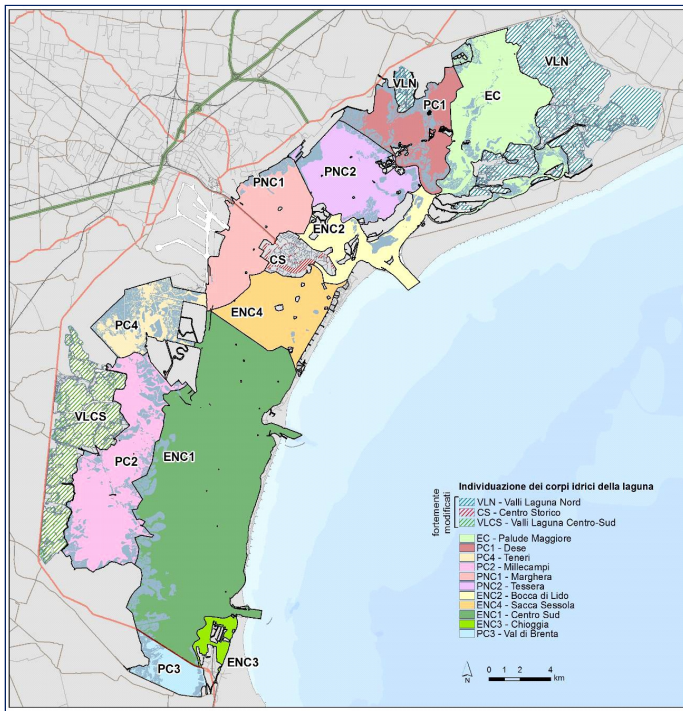 VLN
VLN
EC
PC1
PNC2
PNC1
ENC2
CS
ENC4
PC4
VLCS
PC2
ENC1
PC3
ENC3
Individuazione dei corpi idrici della laguna
fortemente
modificati
VLN - Valli Laguna Nord
CS - Centro Storico
VLCS - Valli Laguna Centro-Sud
EC - Palude Maggiore
PC1 - Dese
PC4 - Teneri
PC2 - Millecampi
PNC1 - Marghera
PNC2 - Tessera
ENC2 - Bocca di Lido
ENC4 - Sacca Sessola
ENC1 - Centro Sud
ENC3 - Chioggia
PC3 - Val di Brenta
N
0 1 2 4
km